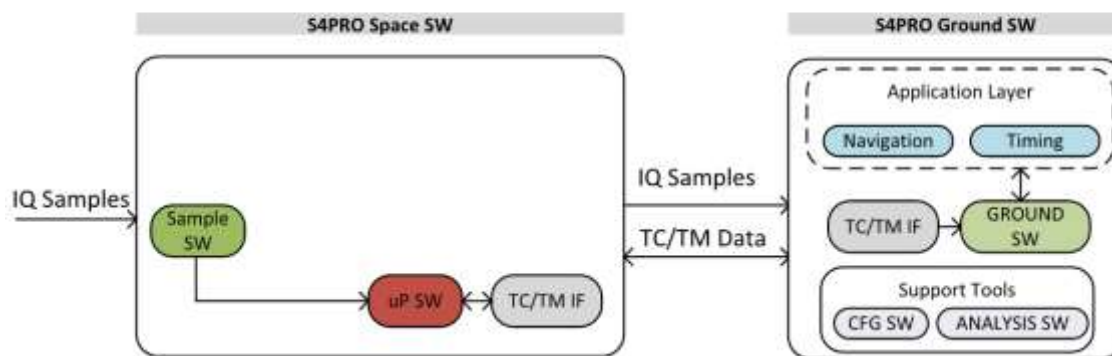 S4PRO Space SW
S4PRO Ground SW
IQ Samples
Sample
SW
uP SW
TC/TM IF
IQ Samples
TC/TM Data
Application Layer
Navigation
Timing
TC/TM IF
GROUND
SW
Support Tools
CFG SW
ANALYSIS SW